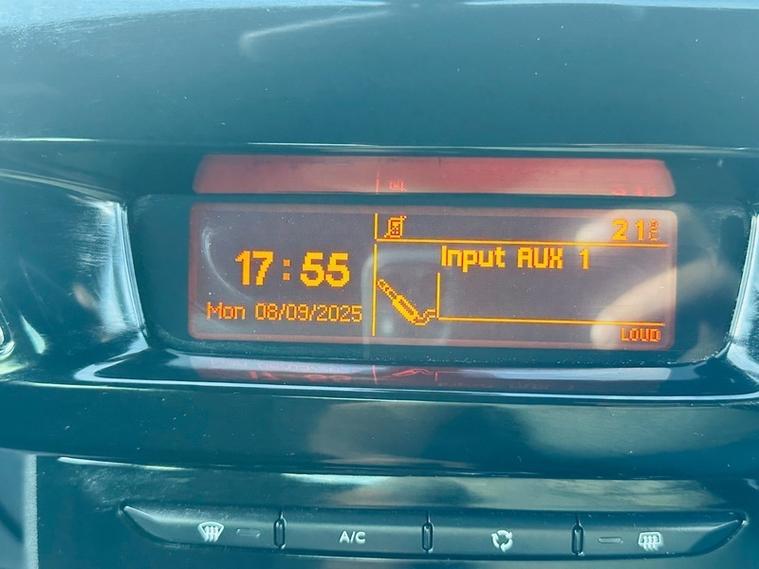 21°C
17:55
Input AUX 1
Mon 08/09/2025
LOUD
A/C